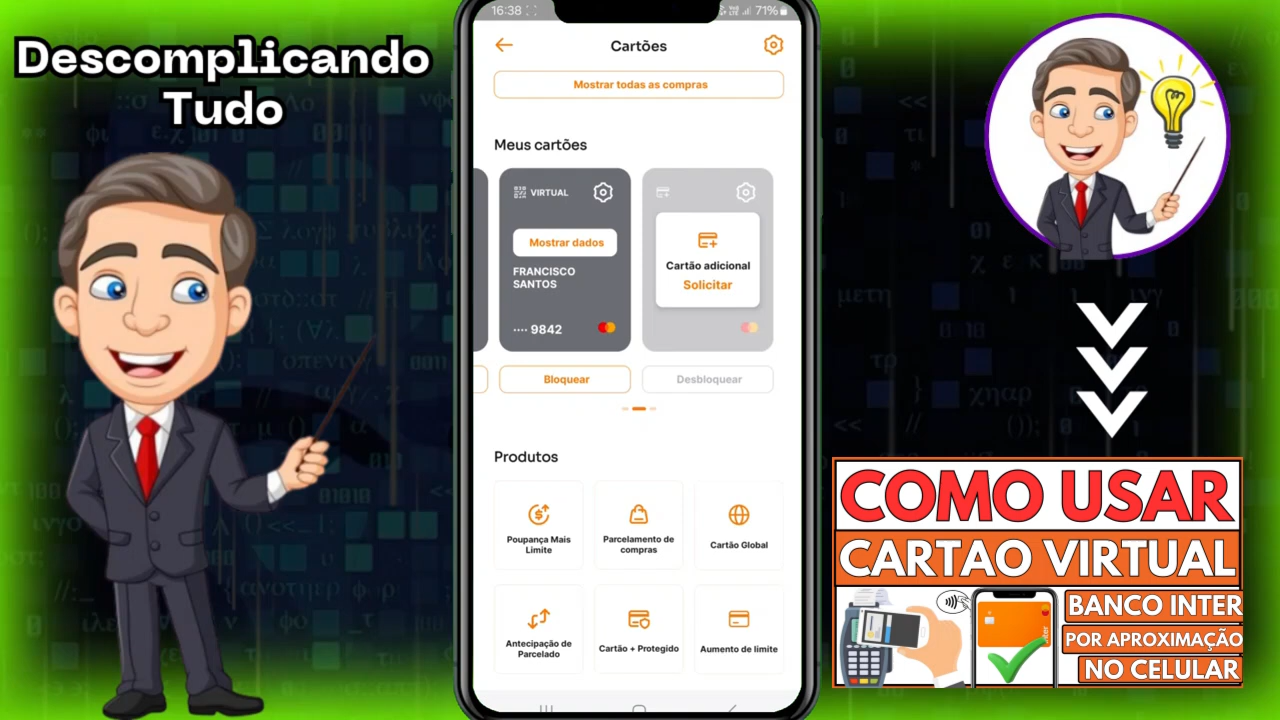 Descomplicando
Tudo
16:38
71%
Cartões
Mostrar todas as compras
Meus cartões
VIRTUAL
Mostrar dados
FRANCISCO
SANTOS
···· 9842
Bloquear
Cartão adicional
Solicitar
Desbloquear
Produtos
Poupança Mais
Limite
Parcelamento de
compras
Cartão Global
Antecipação de
Parcelado
Cartão + Protegido
Aumento de limite
COMO USAR
CARTAO VIRTUAL
BANCO INTER
POR APROXIMAÇÃO
NO CELULAR